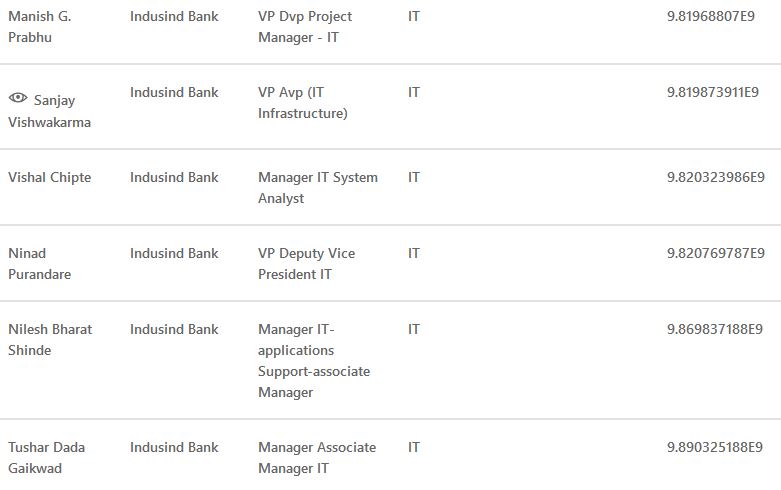 Manish G. Prabhu Indusind Bank VP Dvp Project Manager - IT IT 9.81968807E9
Sanjay Vishwakarma Indusind Bank VP Avp (IT Infrastructure) IT 9.819873911E9
Vishal Chipte Indusind Bank Manager IT System Analyst IT 9.820323986E9
Ninad Purandare Indusind Bank VP Deputy Vice President IT IT 9.820769787E9
Nilesh Bharat Shinde Indusind Bank Manager IT-applications Support-associate Manager IT 9.869837188E9
Tushar Dada Gaikwad Indusind Bank Manager Associate Manager IT IT 9.890325188E9